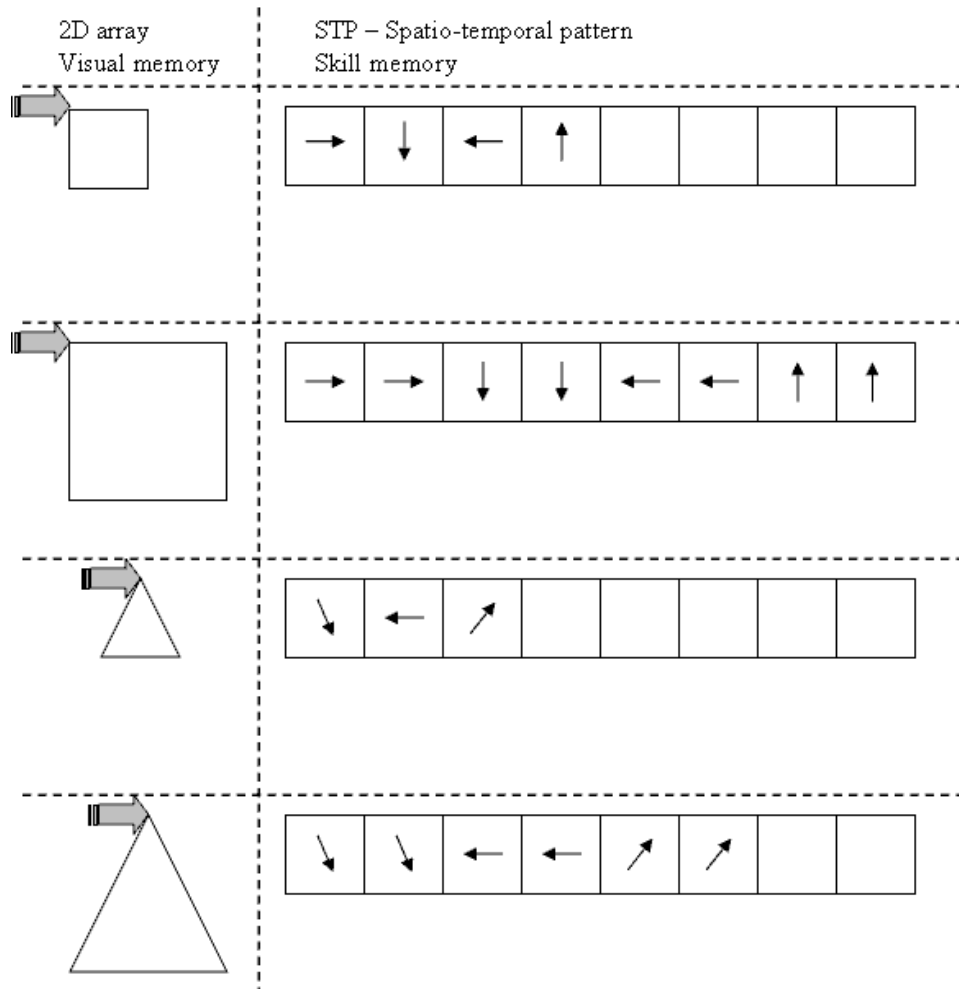 2D array
Visual memory
STP – Spatio-temporal pattern
Skill memory